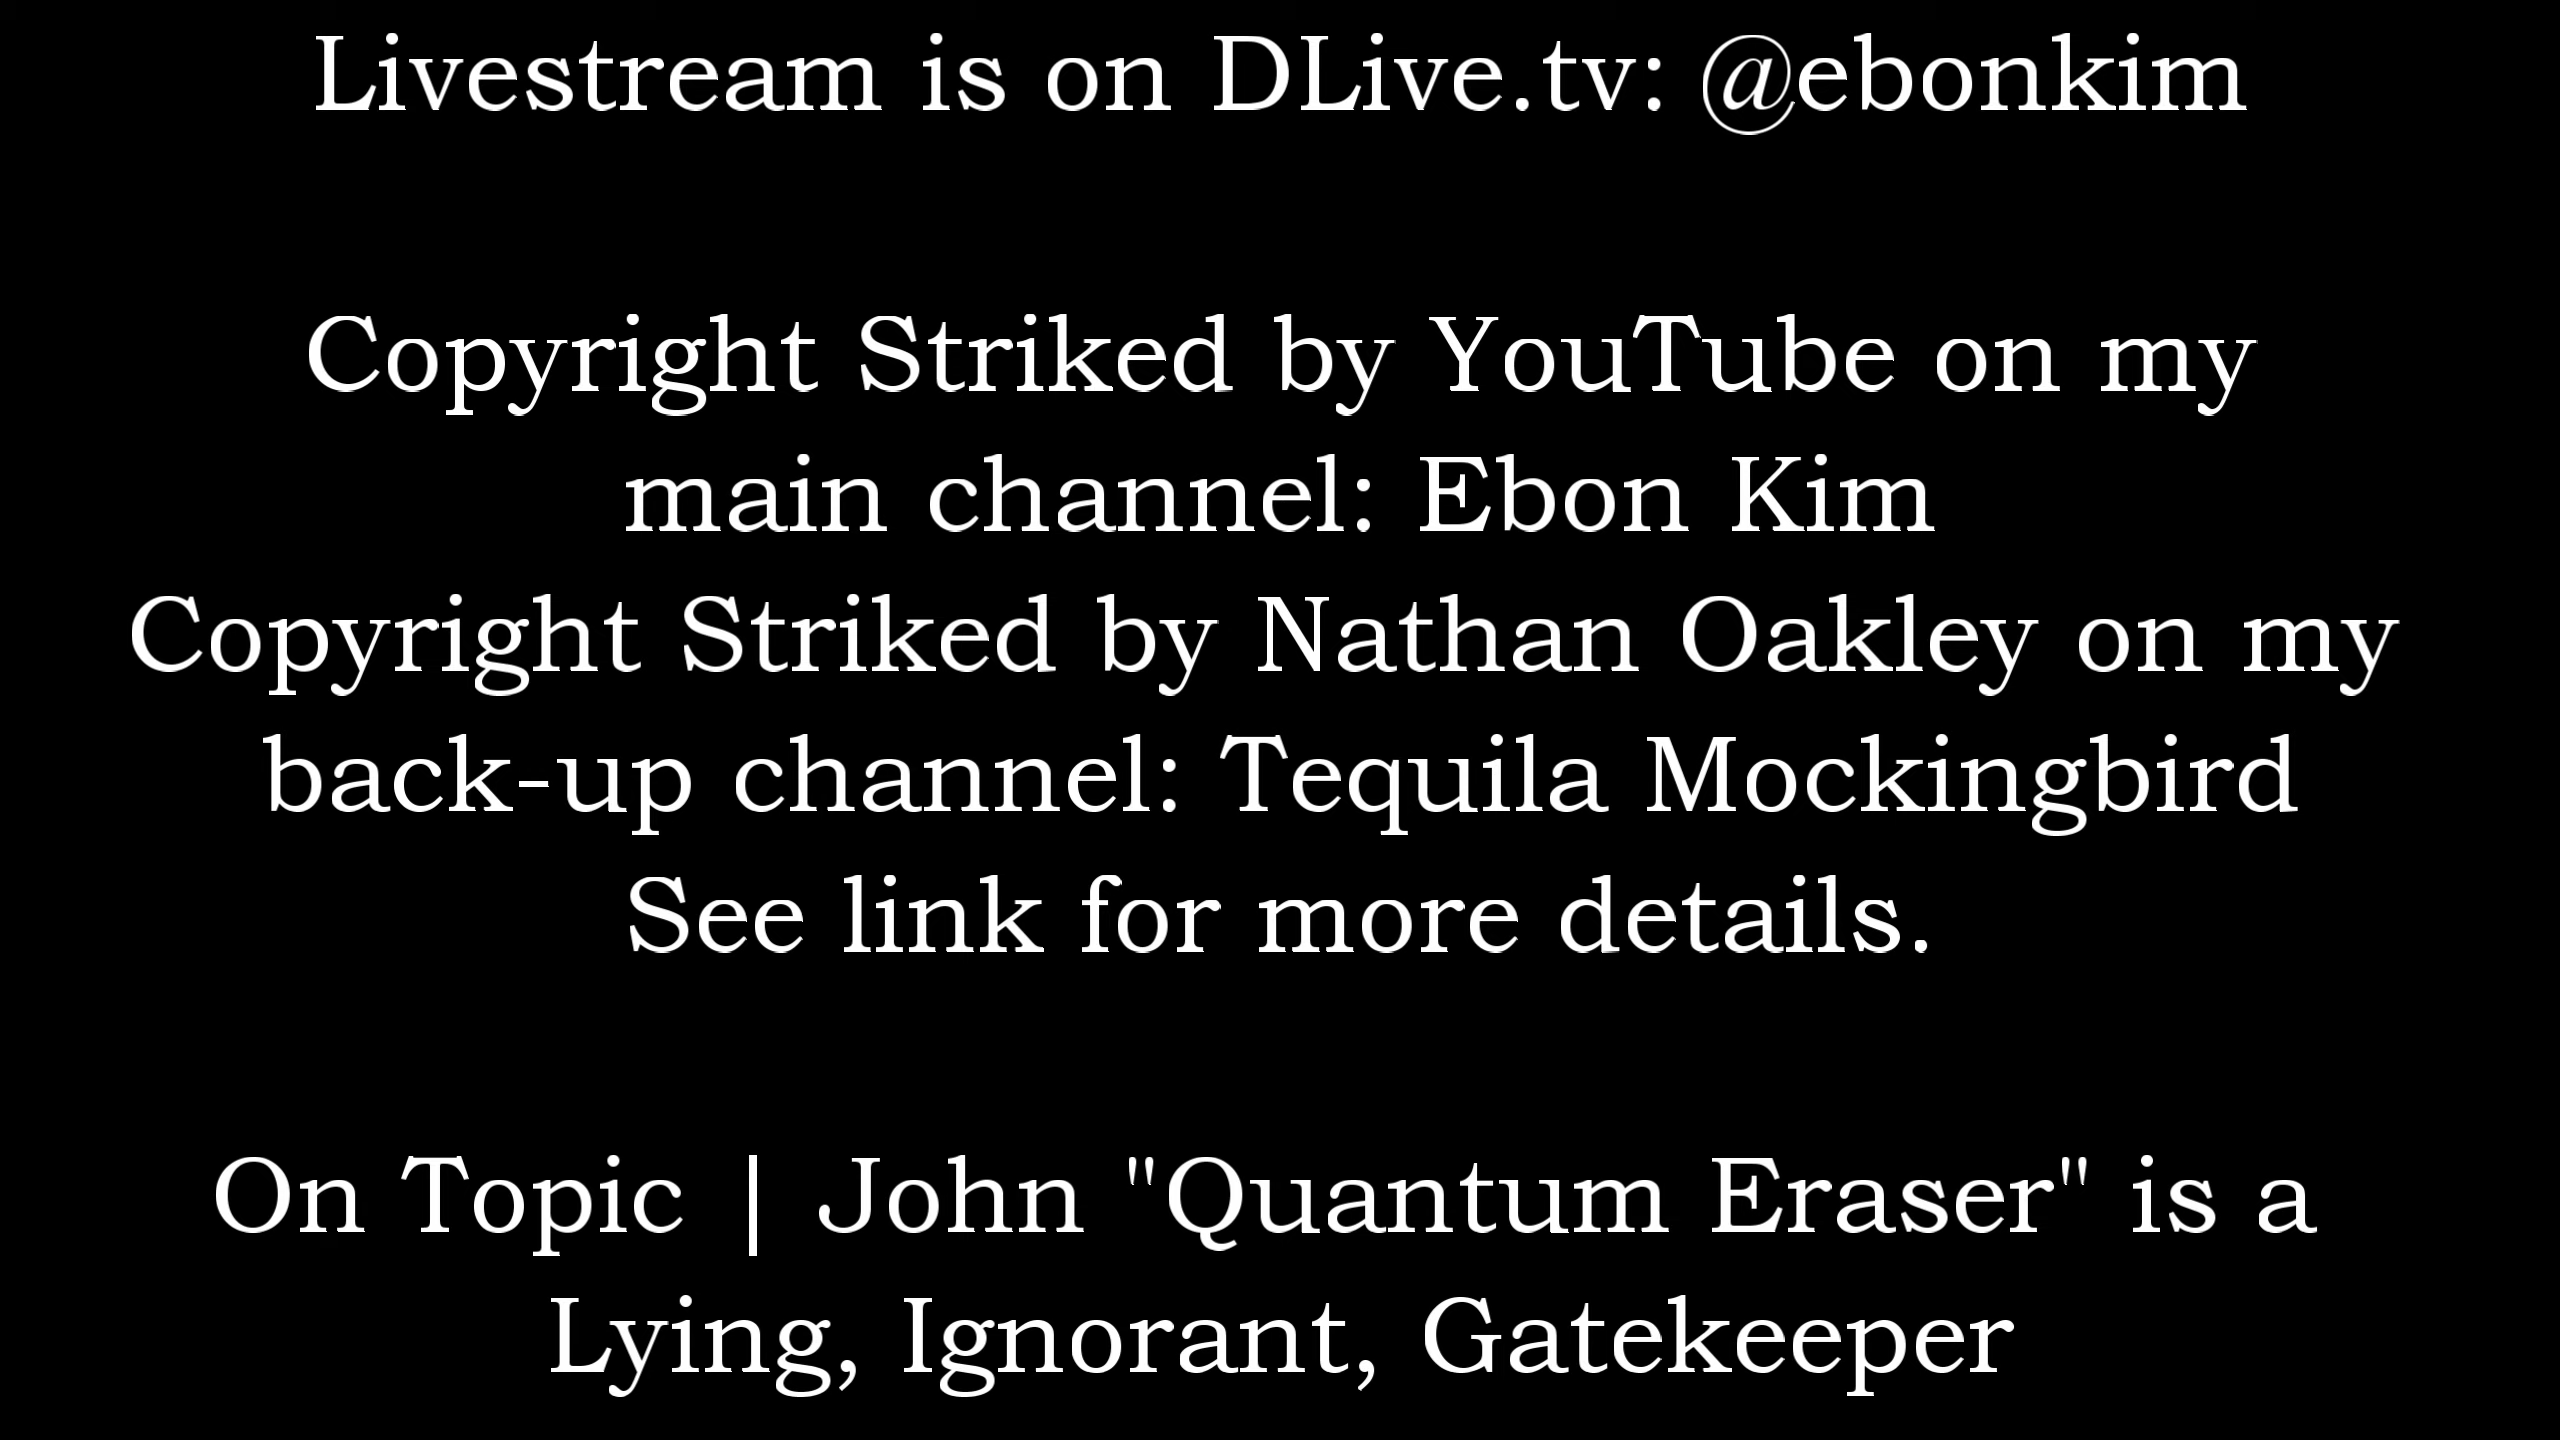 Livestream is on DLive.tv: @ebonkim
Copyright Striked by YouTube on my
main channel: Ebon Kim
Copyright Striked by Nathan Oakley on my
back-up channel: Tequila Mockingbird
See link for more details.
On Topic | John "Quantum Eraser" is a
Lying, Ignorant, Gatekeeper